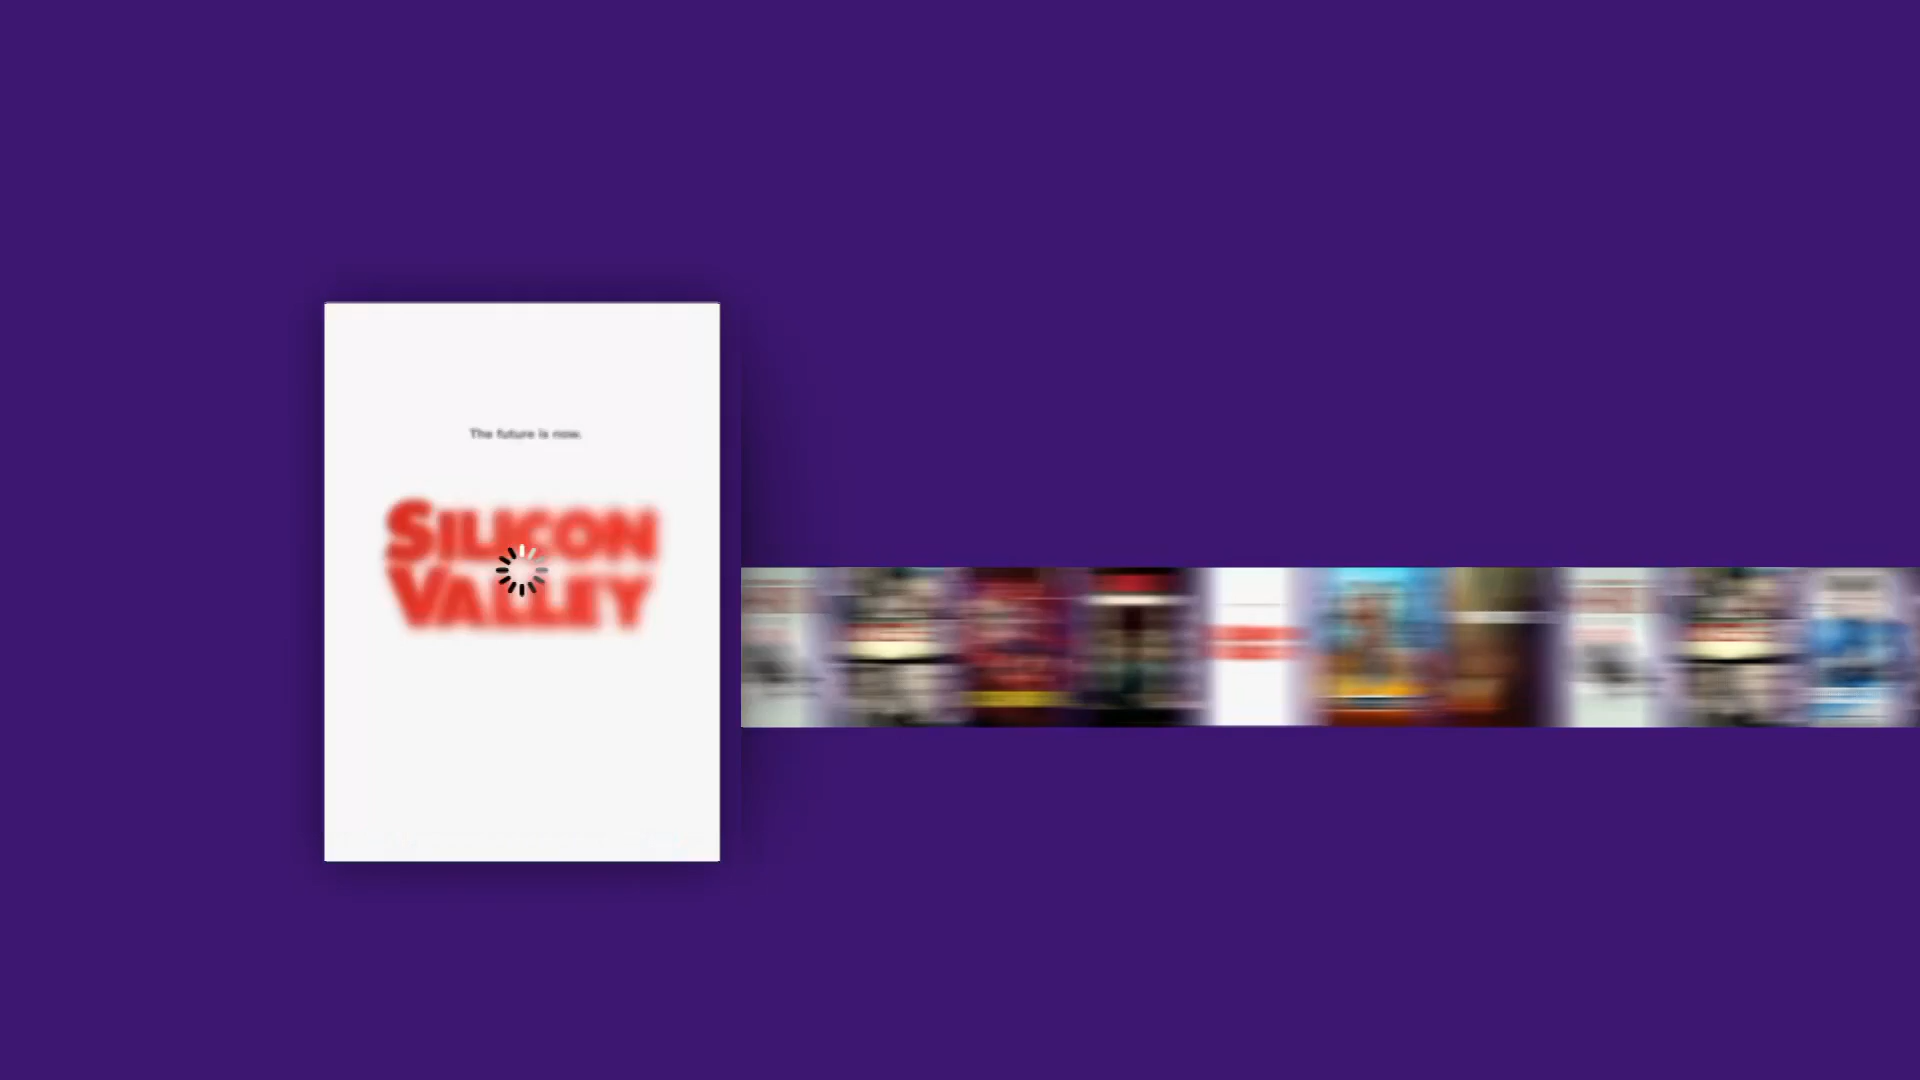 The future is now.
SILICON
VALLEY